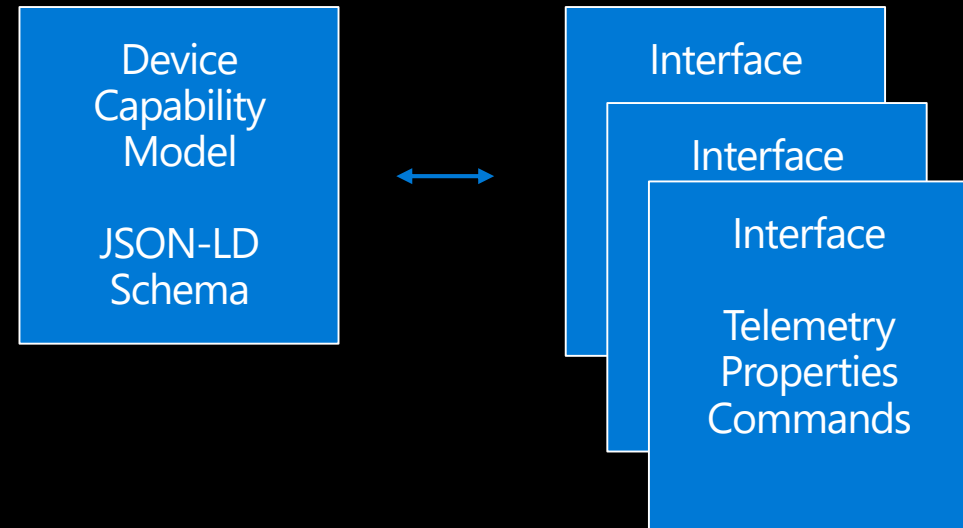 Device
Capability
Model
JSON-LD
Schema
Interface
Interface
Interface
Telemetry
Properties
Commands